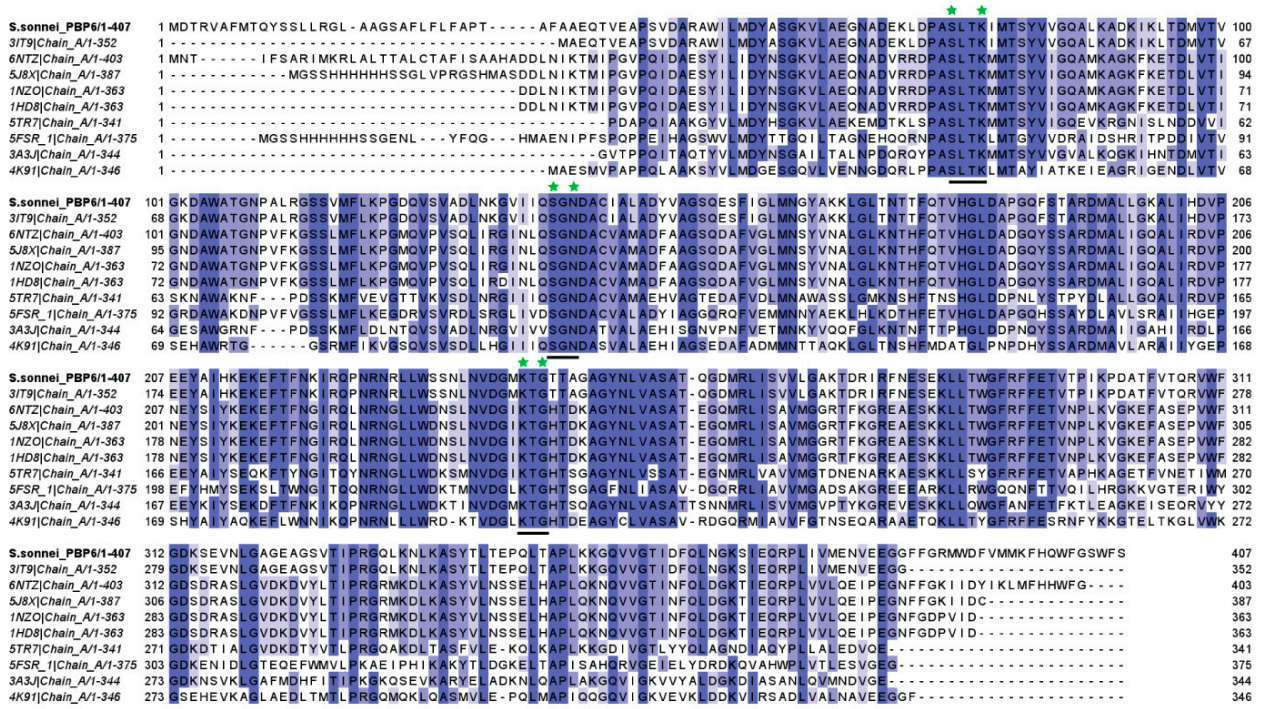 S.sonnei_PBP6/1-407 1 MDTRVAFMTQYSSLLRGL-AAGSAFLFLFAPT-----AFAAEQTVEAPSVDARAWILMDYASGKVLAEGNADEKLDPASLTKIMTSYVVGQALKADKIKLTDMVTV 100
3IT9|Chain_A/1-352 1 ---------------------------------------MAEQTVEAPSVDARAWILMDYASGKVLAEGNADEKLDPASLTKIMTSYVVGQALKADKIKLTDMVTV 67
6NTZ|Chain_A/1-403 1 MNT------IFSARIMKRLALTTALCTAFISAAHADDLNIKTMIPGVPQIDAESYILIDYNSGKVLAEQNADVRRDPASLTKMMTSYVIGQAMKAGKFKETDLVTI 100
5J8X|Chain_A/1-387 1 ------------MGSSHHHHHHSSGLVPRGSHMASDDLNIKTMIPGVPQIDAESYILIDYNSGKVLAEQNADVRRDPASLTKMMTSYVIGQAMKAGKFKETDLVTI 94
1NZO|Chain_A/1-363 1 -----------------------------------DDLNIKTMIPGVPQIDAESYILIDYNSGKVLAEQNADVRRDPASLTKMMTSYVIGQAMKAGKFKETDLVTI 71
1HD8|Chain_A/1-363 1 -----------------------------------DDLNIKTMIPGVPQIDAESYILIDYNSGKVLAEQNADVRRDPASLTKMMTSYVIGQAMKAGKFKETDLVTI 71
5TR7|Chain_A/1-341 1 --------------------------------------------PDAPQIAAKGYVLMDYHSGKVLAEKEMDTKLSPASLTKMMTSYVIGQEVKRGNISLNDDVVI 62
5FSR_1|Chain_A/1-375 1 ---------MGSSHHHHHHSSGENL---YFQG--HMAENIPFSPQPPEIHAGSWVLMDYTTGQILTAGNEHQQRNPASLTKLMTGYVVDRAIDSHRITPDDIVTV 91
3A3J|Chain_A/1-344 1 -------------------------------------------GVTPPQITAQTYVLMDYNSGAILTALNPDQRQYPASLTKMMTSYVVGVALKQGKIHNTDMVTV 63
4K91|Chain_A/1-346 1 --------------------------------------MAESMVPAPPQLAAKSYVLMDGESGQVLVEQNGDQRLPPASLTKLMTAYIATKEIEAGRIGENDLVTV 68
S.sonnei_PBP6/1-407 101 GKDAWATGNPALRGSSVMFLKPGDQVSVADLNKGVIIQSGNDACIALADYVAGSQESFIGLMNGYAKKLGLTNTTFQTVHGLDAPGQFSTARDMALLGKALIHDVP 206
3IT9|Chain_A/1-352 68 GKDAWATGNPALRGSSVMFLKPGDQVSVADLNKGVIIQSGNDACIALADYVAGSQESFIGLMNGYAKKLGLTNTTFQTVHGLDAPGQFSTARDMALLGKALIHDVP 173
6NTZ|Chain_A/1-403 101 GNDAWATGNPVFKGSSLMFLKPGMQVPVSQLIRGINLQSGNDACVAMADFAAGSQDAFVGLMNSYVNALGLKNTHFQTVHGLDADGQYSSARDMALIGQALIRDVP 206
5J8X|Chain_A/1-387 95 GNDAWATGNPVFKGSSLMFLKPGMQVPVSQLIRGINLQSGNDACVAMADFAAGSQDAFVGLMNSYVNALGLKNTHFQTVHGLDADGQYSSARDMALIGQALIRDVP 200
1NZO|Chain_A/1-363 72 GNDAWATGNPVFKGSSLMFLKPGMQVPVSQLIRGINLQSGNDACVAMADFAAGSQDAFVGLMNSYVNALGLKNTHFQTVHGLDADGQYSSARDMALIGQALIRDVP 177
1HD8|Chain_A/1-363 72 GNDAWATGNPVFKGSSLMFLKPGMQVPVSQLIRDINLQSGNDACVAMADFAAGSQDAFVGLMNSYVNALGLKNTHFQTVHGLDADGQYSSARDMALIGQALIRDVP 177
5TR7|Chain_A/1-341 63 SKNAWAKNF---PDSSKMFVEVGTTVKVSDLNRGIIIQSGNDACVAMAEHVAGTEDAFVDLMNAWASSLGMKNSHFTNSHGLDDPNLYSTPYDLALLGQALIRDVP 165
5FSR_1|Chain_A/1-375 92 GRDAWAKDNPVFVGSSLMFLKEGDRVSVRDLSRGLIVDSGNDACVALADYIAGGQRQFVEMMNNYAEKLHLKDTHFETVHGLDAPGQHSSAYDLAVLSRAIIHGEP 197
3A3J|Chain_A/1-344 64 GESAWGRNF---PDSSKMFLDLNTQVSVADLNRGVIVVSGNDATVALAEHISGNVPNFVETMNKYVQQFGLKNTNFTTPHGLDDPNQYSSARDMAIIGAHIIRDLP 166
4K91|Chain_A/1-346 69 SEHAWRTG-----GSRMFIKVGSQVSVSDLLHGIIIQSGNDASVALAEHIAGSEDAFADMMNTTAQKLGLTNSHFMDATGLPNPDHYSSARDMAVLARAIIYGEP 168
S.sonnei_PBP6/1-407 207 EEYAIHKEKEFTFNKIRQPNRNRLLWSSNLNVDGMKTGTTAGAGYNLVASAT-QGDMRLISVVLGAKTDRIRFNESEKLLTWGFRFFETVTPIKPDATFVTQRVWF 311
3IT9|Chain_A/1-352 174 EEYAIHKEKEFTFNKIRQPNRNRLLWSSNLNVDGMKTGTTAGAGYNLVASAT-QGDMRLISVVLGAKTDRIRFNESEKLLTWGFRFFETVTPIKPDATFVTQRVWF 278
6NTZ|Chain_A/1-403 207 NEYSIYKEKEFTFNGIRQLNRNGLLWDNSLNVDGIKTGHTDKAGYNLVASAT-EGQMRLISAVMGGRTFKGREAESKKLLTWGFRFFETVNPLKVGKEFASEPVWF 311
5J8X|Chain_A/1-387 201 NEYSIYKEKEFTFNGIRQLNRNGLLWDNSLNVDGIKTGHTDKAGYNLVASAT-EGQMRLISAVMGGRTFKGREAESKKLLTWGFRFFETVNPLKVGKEFASEPVWF 305
1NZO|Chain_A/1-363 178 NEYSIYKEKEFTFNGIRQLNRNGLLWDNSLNVDGIKTGHTDKAGYNLVASAT-EGQMRLISAVMGGRTFKGREAESKKLLTWGFRFFETVNPLKVGKEFASEPVWF 282
1HD8|Chain_A/1-363 178 NEYSIYKEKEFTFNGIRQLNRNGLLWDNSLNVDGIKTGHTDKAGYNLVASAT-EGQMRLISAVMGGRTFKGREAESKKLLTWGFRFFETVNPLKVGKEFASEPVWF 282
5TR7|Chain_A/1-341 166 EEYAIYSEQKFTYNGITQYNRNGLLWDKSMNVDGIKTGHTSGAGYNLVSSAT-EGNMRLVAVVMGTDNENARKAESKKLLSYGFRFFETVAPHKAGETFVNETIWM 270
5FSR_1|Chain_A/1-375 198 EFYHMYSEKSLTWNGITQQNRNGLLWDKTMNVDGLKTGHTSGAGFNLIASAV-DGQRRLIAVVMGADSAKGREEEARKLLRWGQQNFTTVQILHRGKKVGTERIWY 302
3A3J|Chain_A/1-344 167 EEYKIYSEKDFTFNKIKQPNRNGLLWDKTINVDGMKTGHTSQAGYNLVASATTSNNMRLISVVMGVPTYKGREVESKKLLQWGFANFETFKTLEAGKEISEQRVYY 272
4K91|Chain_A/1-346 169 SHYAIYAQKEFLWNNIKQPNRNLLLWRD-KTVDGLKTGHTDEAGYCLVASAV-RDGQRMIAVVFGTNSEQARAAETQKLLTYGFRFFESRNFYKKGTELTKGLVWK 272
S.sonnei_PBP6/1-407 312 GDKSEVNLGAGEAGSVTIPRGQLKNLKASYTLTEPQLTAPLKKGQVVGTIDFQLNGKSIEQRPLIVMENVEEGGFFGRMWDFVMMKFHQWFGSWFS 407
3IT9|Chain_A/1-352 279 GDKSEVNLGAGEAGSVTIPRGQLKNLKASYTLTEPQLTAPLKKGQVVGTIDFQLNGKSIEQRPLIVMENVEEGG---------------------- 352
6NTZ|Chain_A/1-403 312 GDSDRASLGVDKDVYLTIPRGRMKDLKASYVLNSSELHAPLQKNQVVGTINFQLDGKTIEQRPLVVLQEIPEGNFFGKIIDYIKLMFHHWFG---- 403
5J8X|Chain_A/1-387 306 GDSDRASLGVDKDVYLTIPRGRMKDLKASYVLNSSELHAPLQKNQVVGTINFQLDGKTIEQRPLVVLQEIPEGNFFGKIIDC-------------- 387
1NZO|Chain_A/1-363 283 GDSDRASLGVDKDVYLTIPRGRMKDLKASYVLNSSELHAPLQKNQVVGTINFQLDGKTIEQRPLVVLQEIPEGNFFGDPVID-------------- 363
1HD8|Chain_A/1-363 283 GDSDRASLGVDKDVYLTIPRGRMKDLKASYVLNSSELHAPLQKNQVVGTINFQLDGKTIEQRPLVVLQEIPEGNFFGDPVID-------------- 363
5TR7|Chain_A/1-341 271 GDKDTIALGVDKDTYVTLPRGQAKDLTASFVLE-KQLKAPLKKGDIVGTLYYQLAGNDIAQYPLLALEDVQE------------------------ 341
5FSR_1|Chain_A/1-375 303 GDKENIDLGTEQEFWMVLPKAEIPHIKAKYTLDGKELTAPISAHQRVGEIELYDRDKQVAHWPLVTLESVGEG----------------------- 375
3A3J|Chain_A/1-344 273 GDKNSVKLGAFMDHFITIPKGKQSEVKARYELADKNLQAPLAKGQVIGKVVYALDGKDIASANLQVMNDVGE------------------------ 344
4K91|Chain_A/1-346 273 GSEHEVKAGLAEDLTMTLPRGQMQKLQASMVLE-PQLMAPIQQGQVIGKVEVKLDDKVIRSADLVALNAVEEGGF--------------------- 346